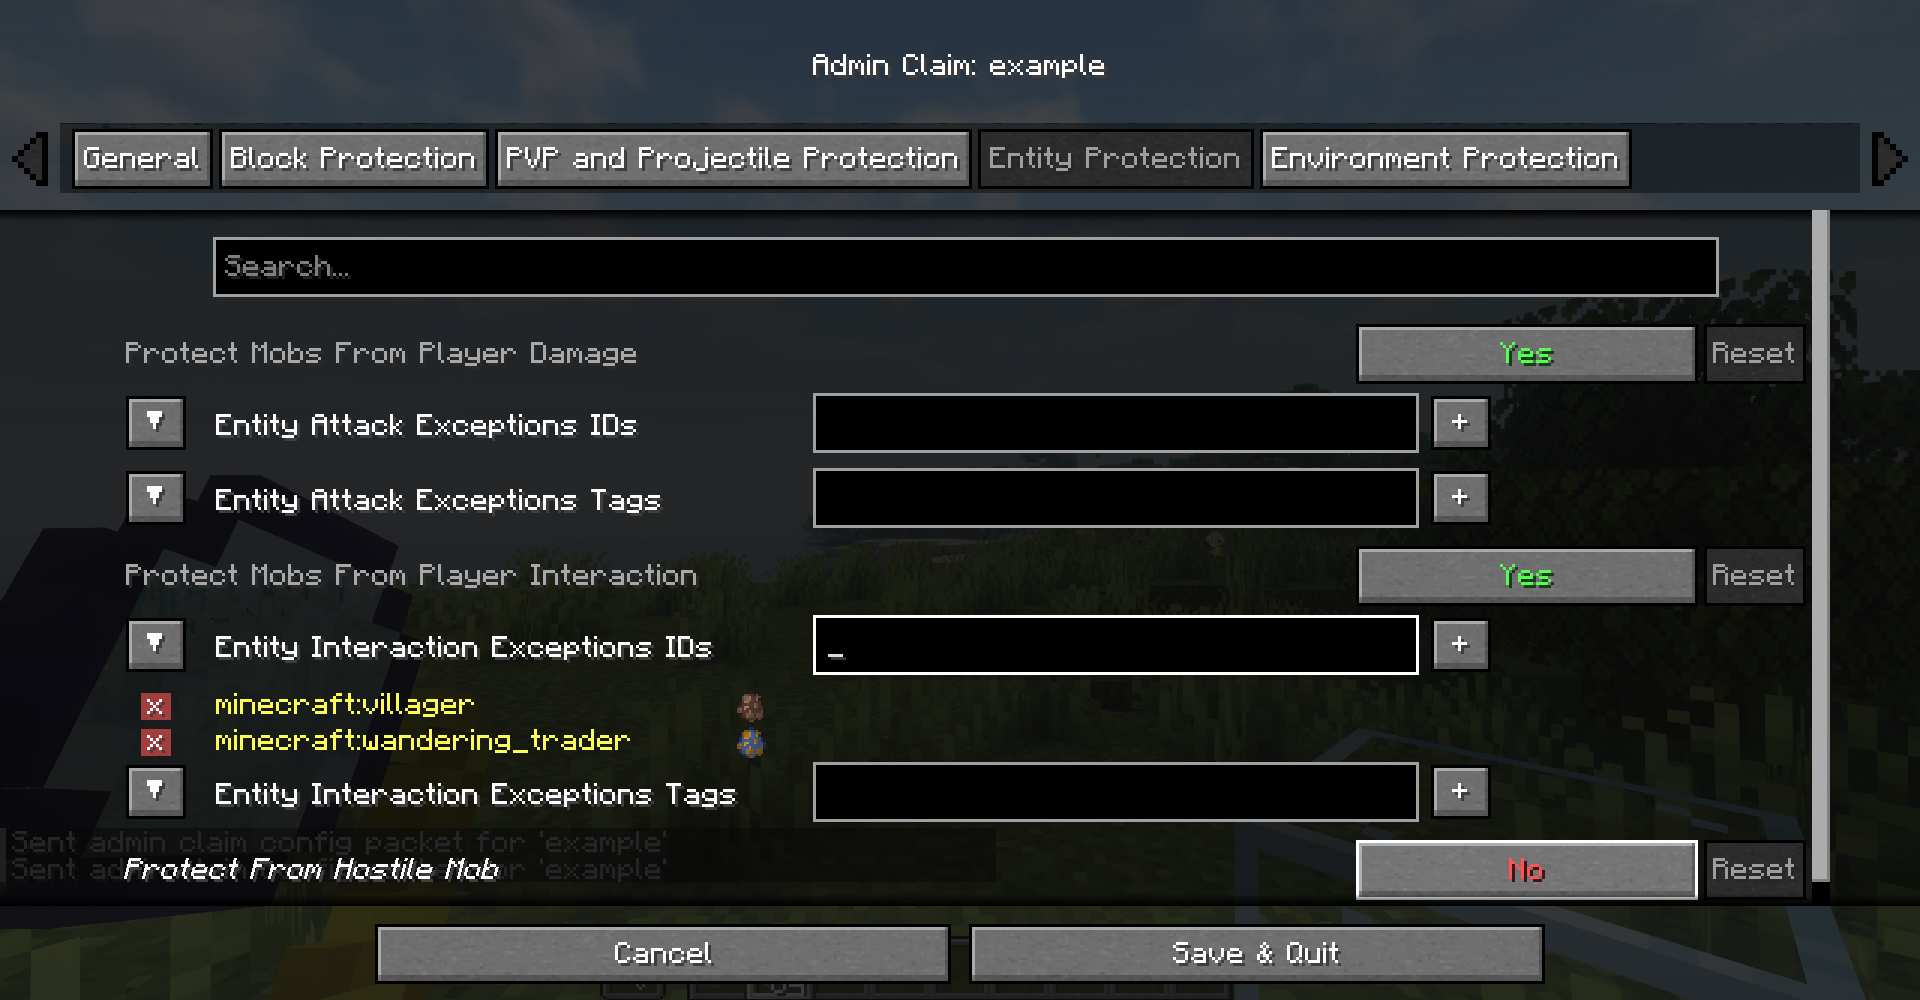 Admin Claim: example
General Block Protection PVP and Projectile Protection Entity Protection Environment Protection
Search...
Protect Mobs From Player Damage Yes Reset
▼ Entity Attack Exceptions IDs +
▼ Entity Attack Exceptions Tags +
Protect Mobs From Player Interaction Yes Reset
▼ Entity Interaction Exceptions IDs _ +
x minecraft:villager
x minecraft:wandering_trader
▼ Entity Interaction Exceptions Tags +
Sent admin claim config packet for 'example'
Protect From Hostile Mob No Reset
Sent 'example'
Cancel Save & Quit